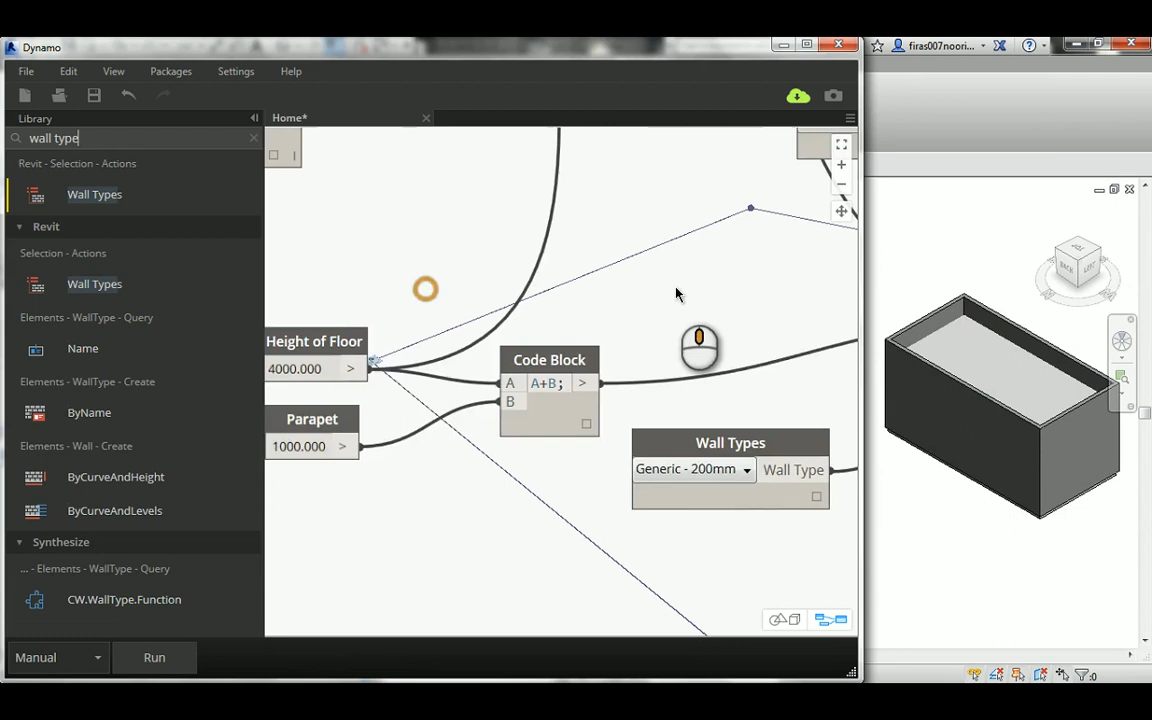 Dynamo
File Edit View Packages Settings Help
Library
Home*
wall type
Revit - Selection - Actions
Wall Types
Revit
Selection - Actions
Wall Types
Elements - WallType - Query
Name
Elements - WallType - Create
ByName
Elements - Wall - Create
ByCurveAndHeight
ByCurveAndLevels
Synthesize
... - Elements - WallType - Query
CW.WallType.Function
Manual
Run
Height of Floor
4000.000 >
Parapet
1000.000 >
Code Block
A A+B; >
B
Wall Types
Generic - 200mm Wall Type
firas007noori...
BACK
LEFT
:0